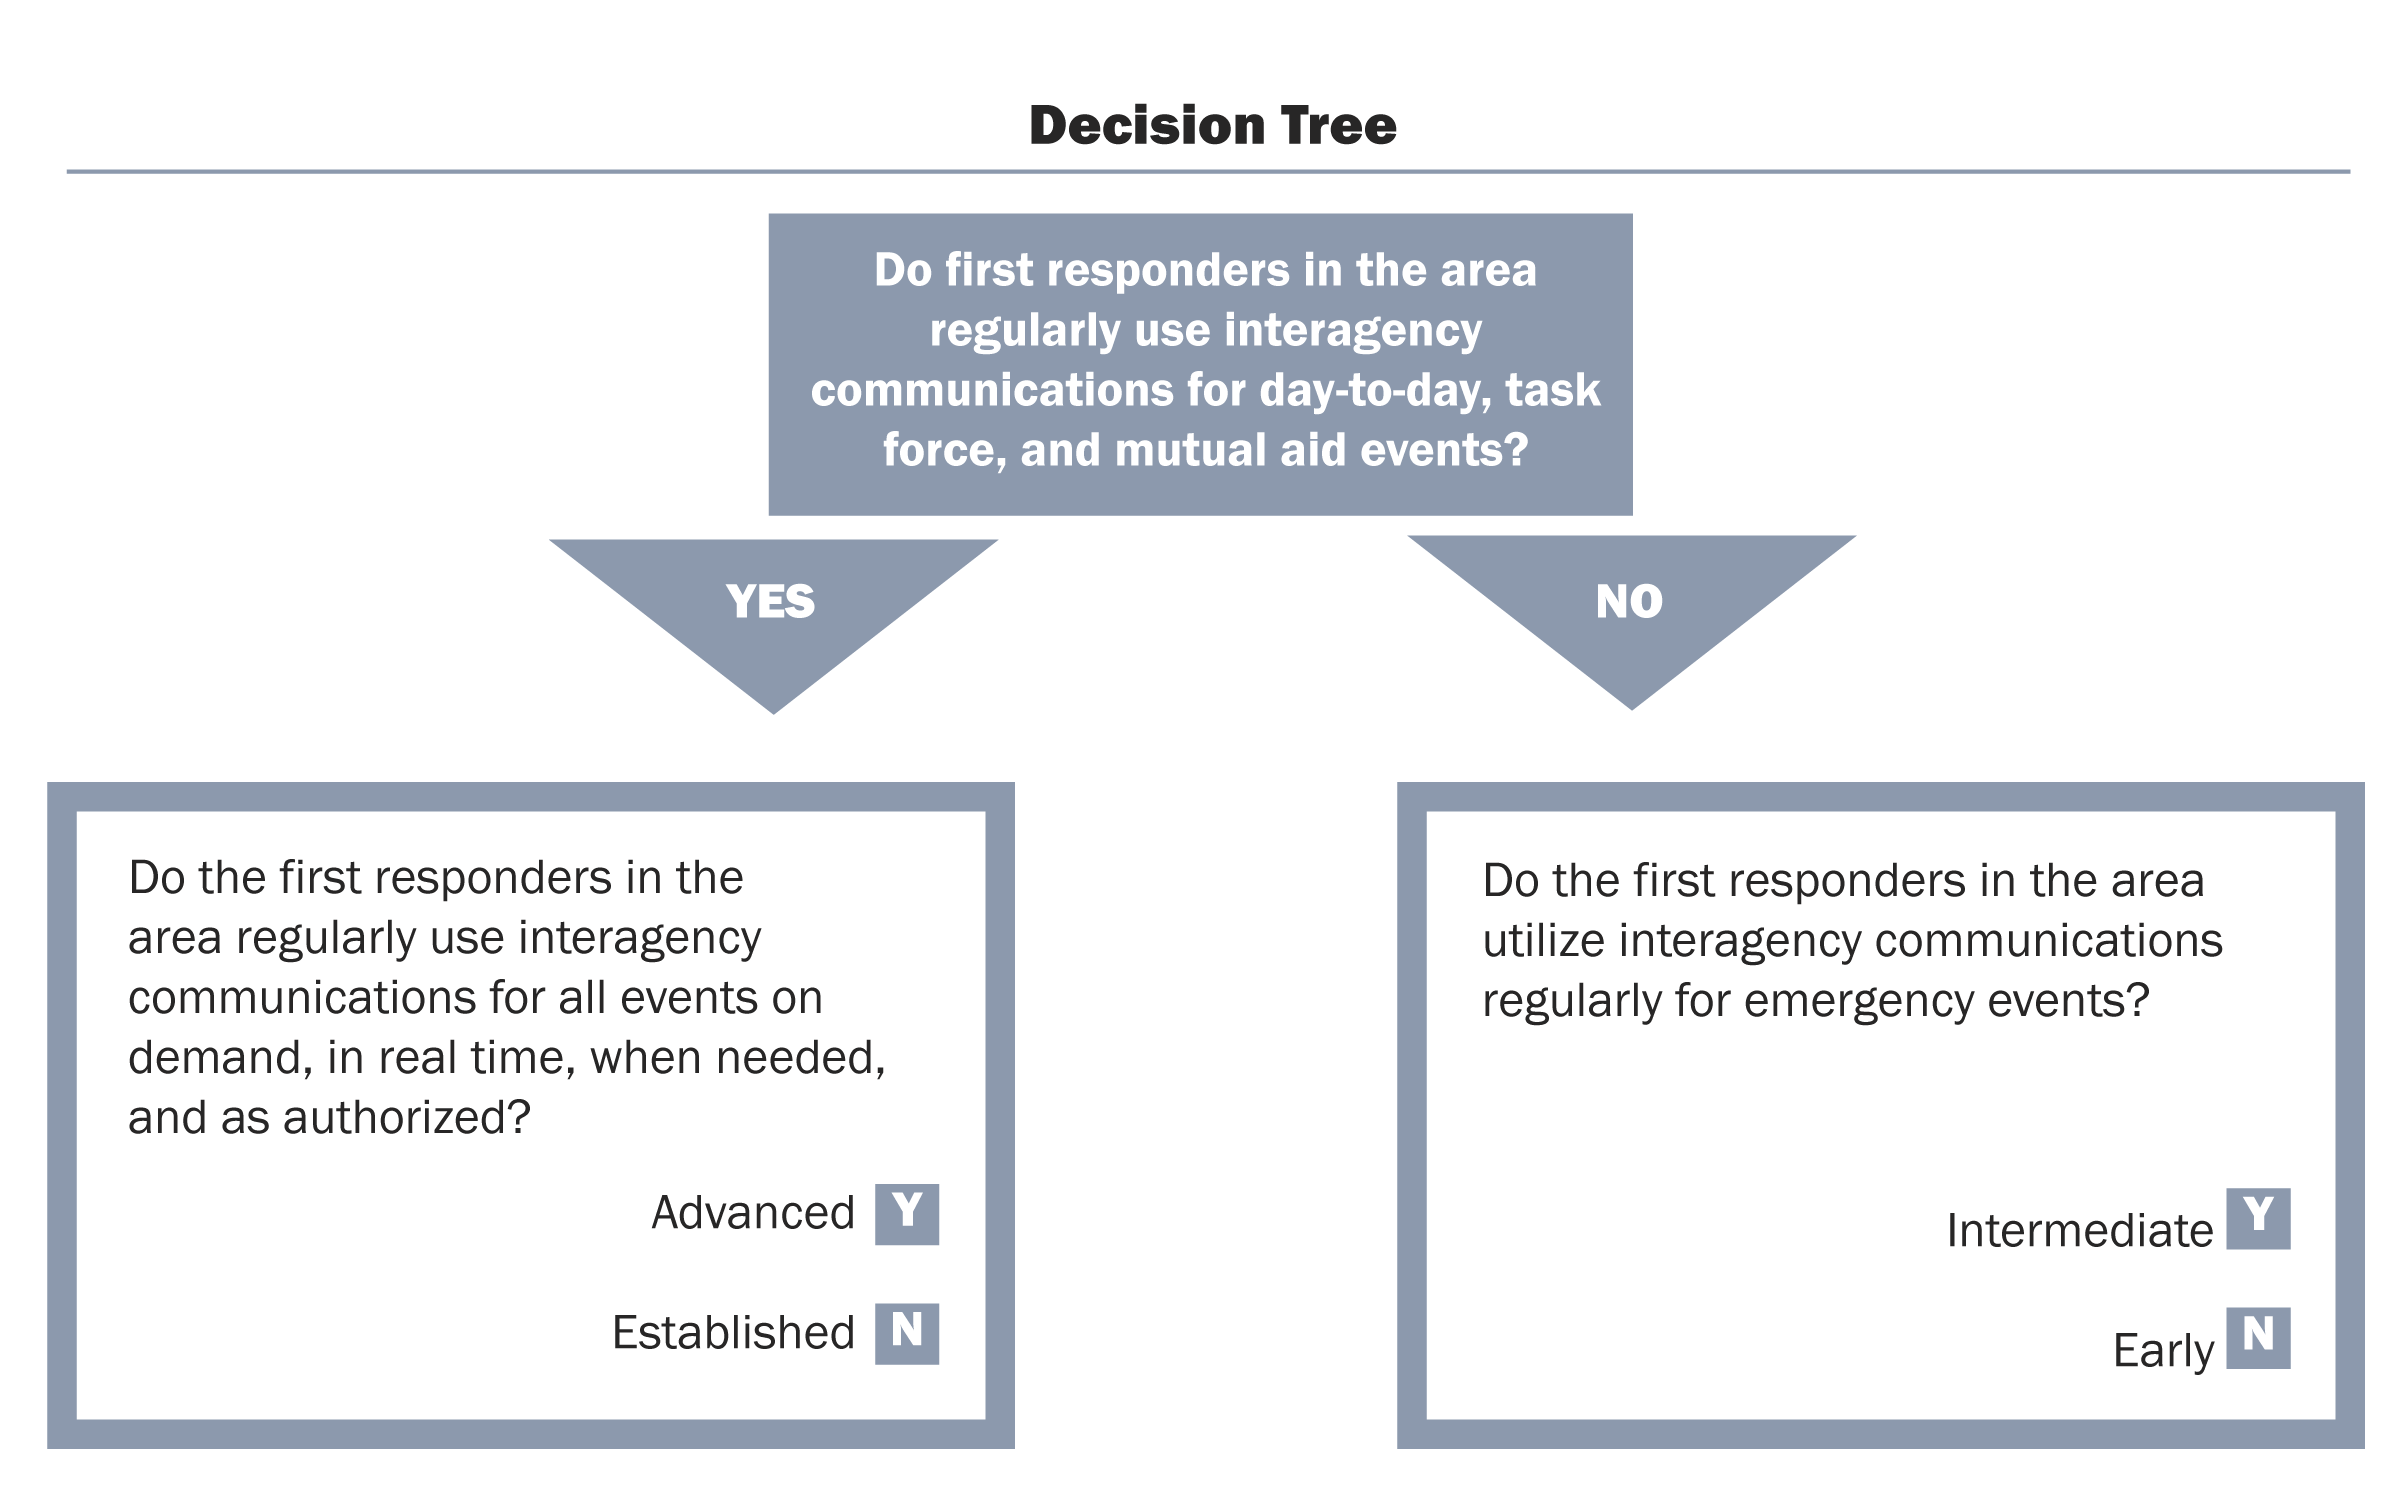 Decision Tree
Do first responders in the area
regularly use interagency
communications for day-to-day, task
force, and mutual aid events?
YES
NO
Do the first responders in the
area regularly use interagency
communications for all events on
demand, in real time, when needed,
and as authorized?
Advanced Y
Established N
Do the first responders in the area
utilize interagency communications
regularly for emergency events?
Intermediate Y
Early N